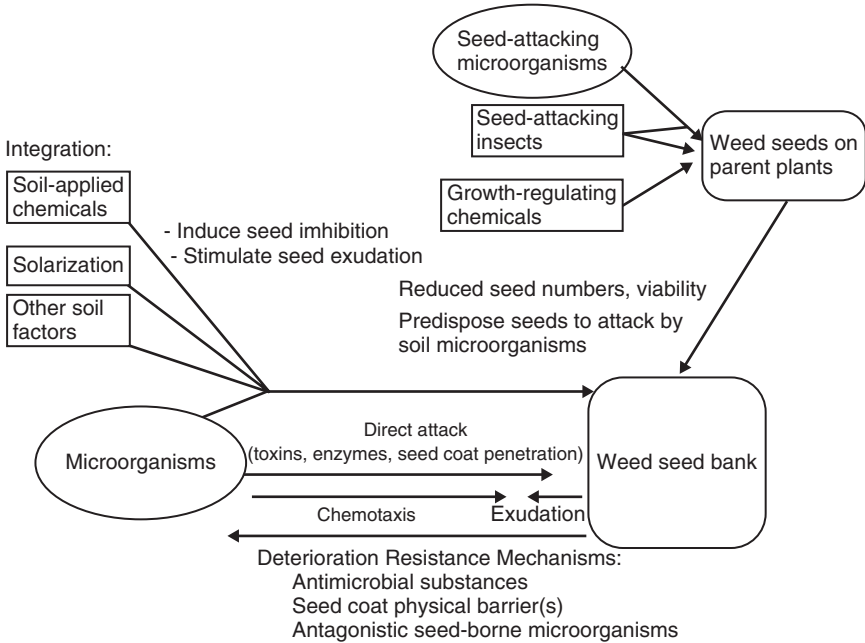 Seed-attacking
microorganisms
Seed-attacking
insects
Weed seeds on
parent plants
Growth-regulating
chemicals
Integration:
Soil-applied
chemicals
- Induce seed imhibition
- Stimulate seed exudation
Solarization
Other soil
factors
Reduced seed numbers, viability
Predispose seeds to attack by
soil microorganisms
Microorganisms
Direct attack
(toxins, enzymes, seed coat penetration)
Weed seed bank
Chemotaxis
Exudation
Deterioration Resistance Mechanisms:
Antimicrobial substances
Seed coat physical barrier(s)
Antagonistic seed-borne microorganisms